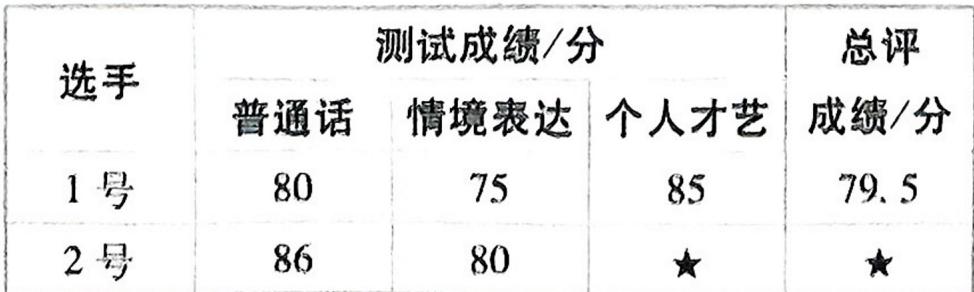 选手 测试成绩/分 总评成绩/分
普通话 情境表达 个人才艺
1号 80 75 85 79.5
2号 86 80 ★ ★